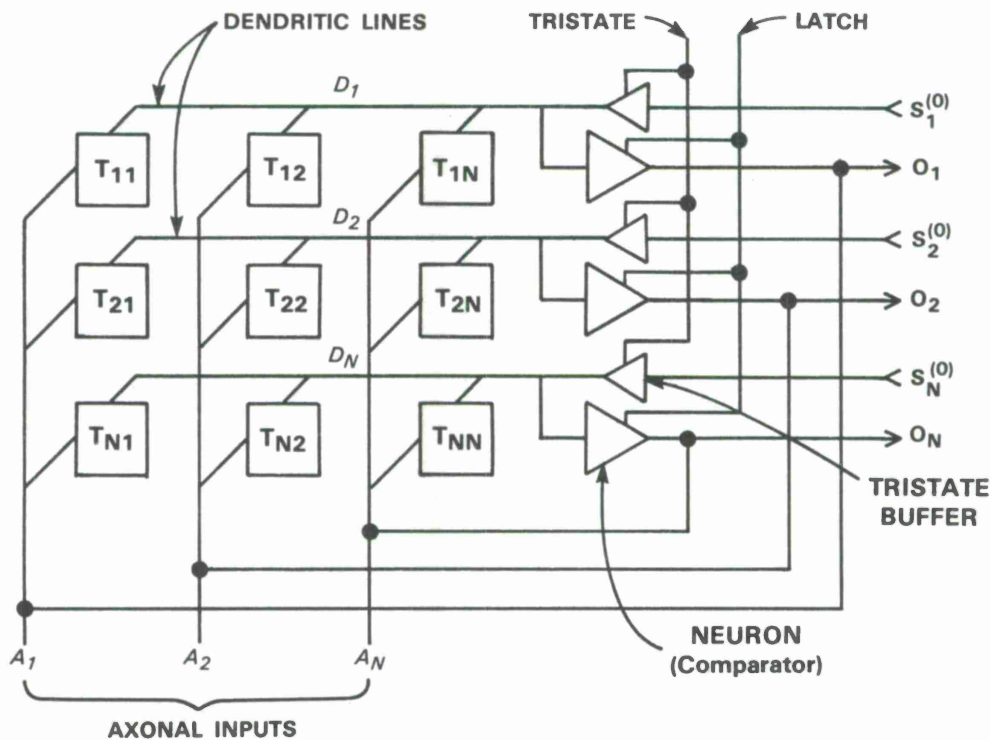 DENDRITIC LINES
TRISTATE
LATCH
D1
S1(0)
T11
T12
T1N
O1
D2
S2(0)
T21
T22
T2N
O2
DN
SN(0)
TN1
TN2
TNN
ON
TRISTATE
BUFFER
NEURON
(Comparator)
A1
A2
AN
AXONAL INPUTS